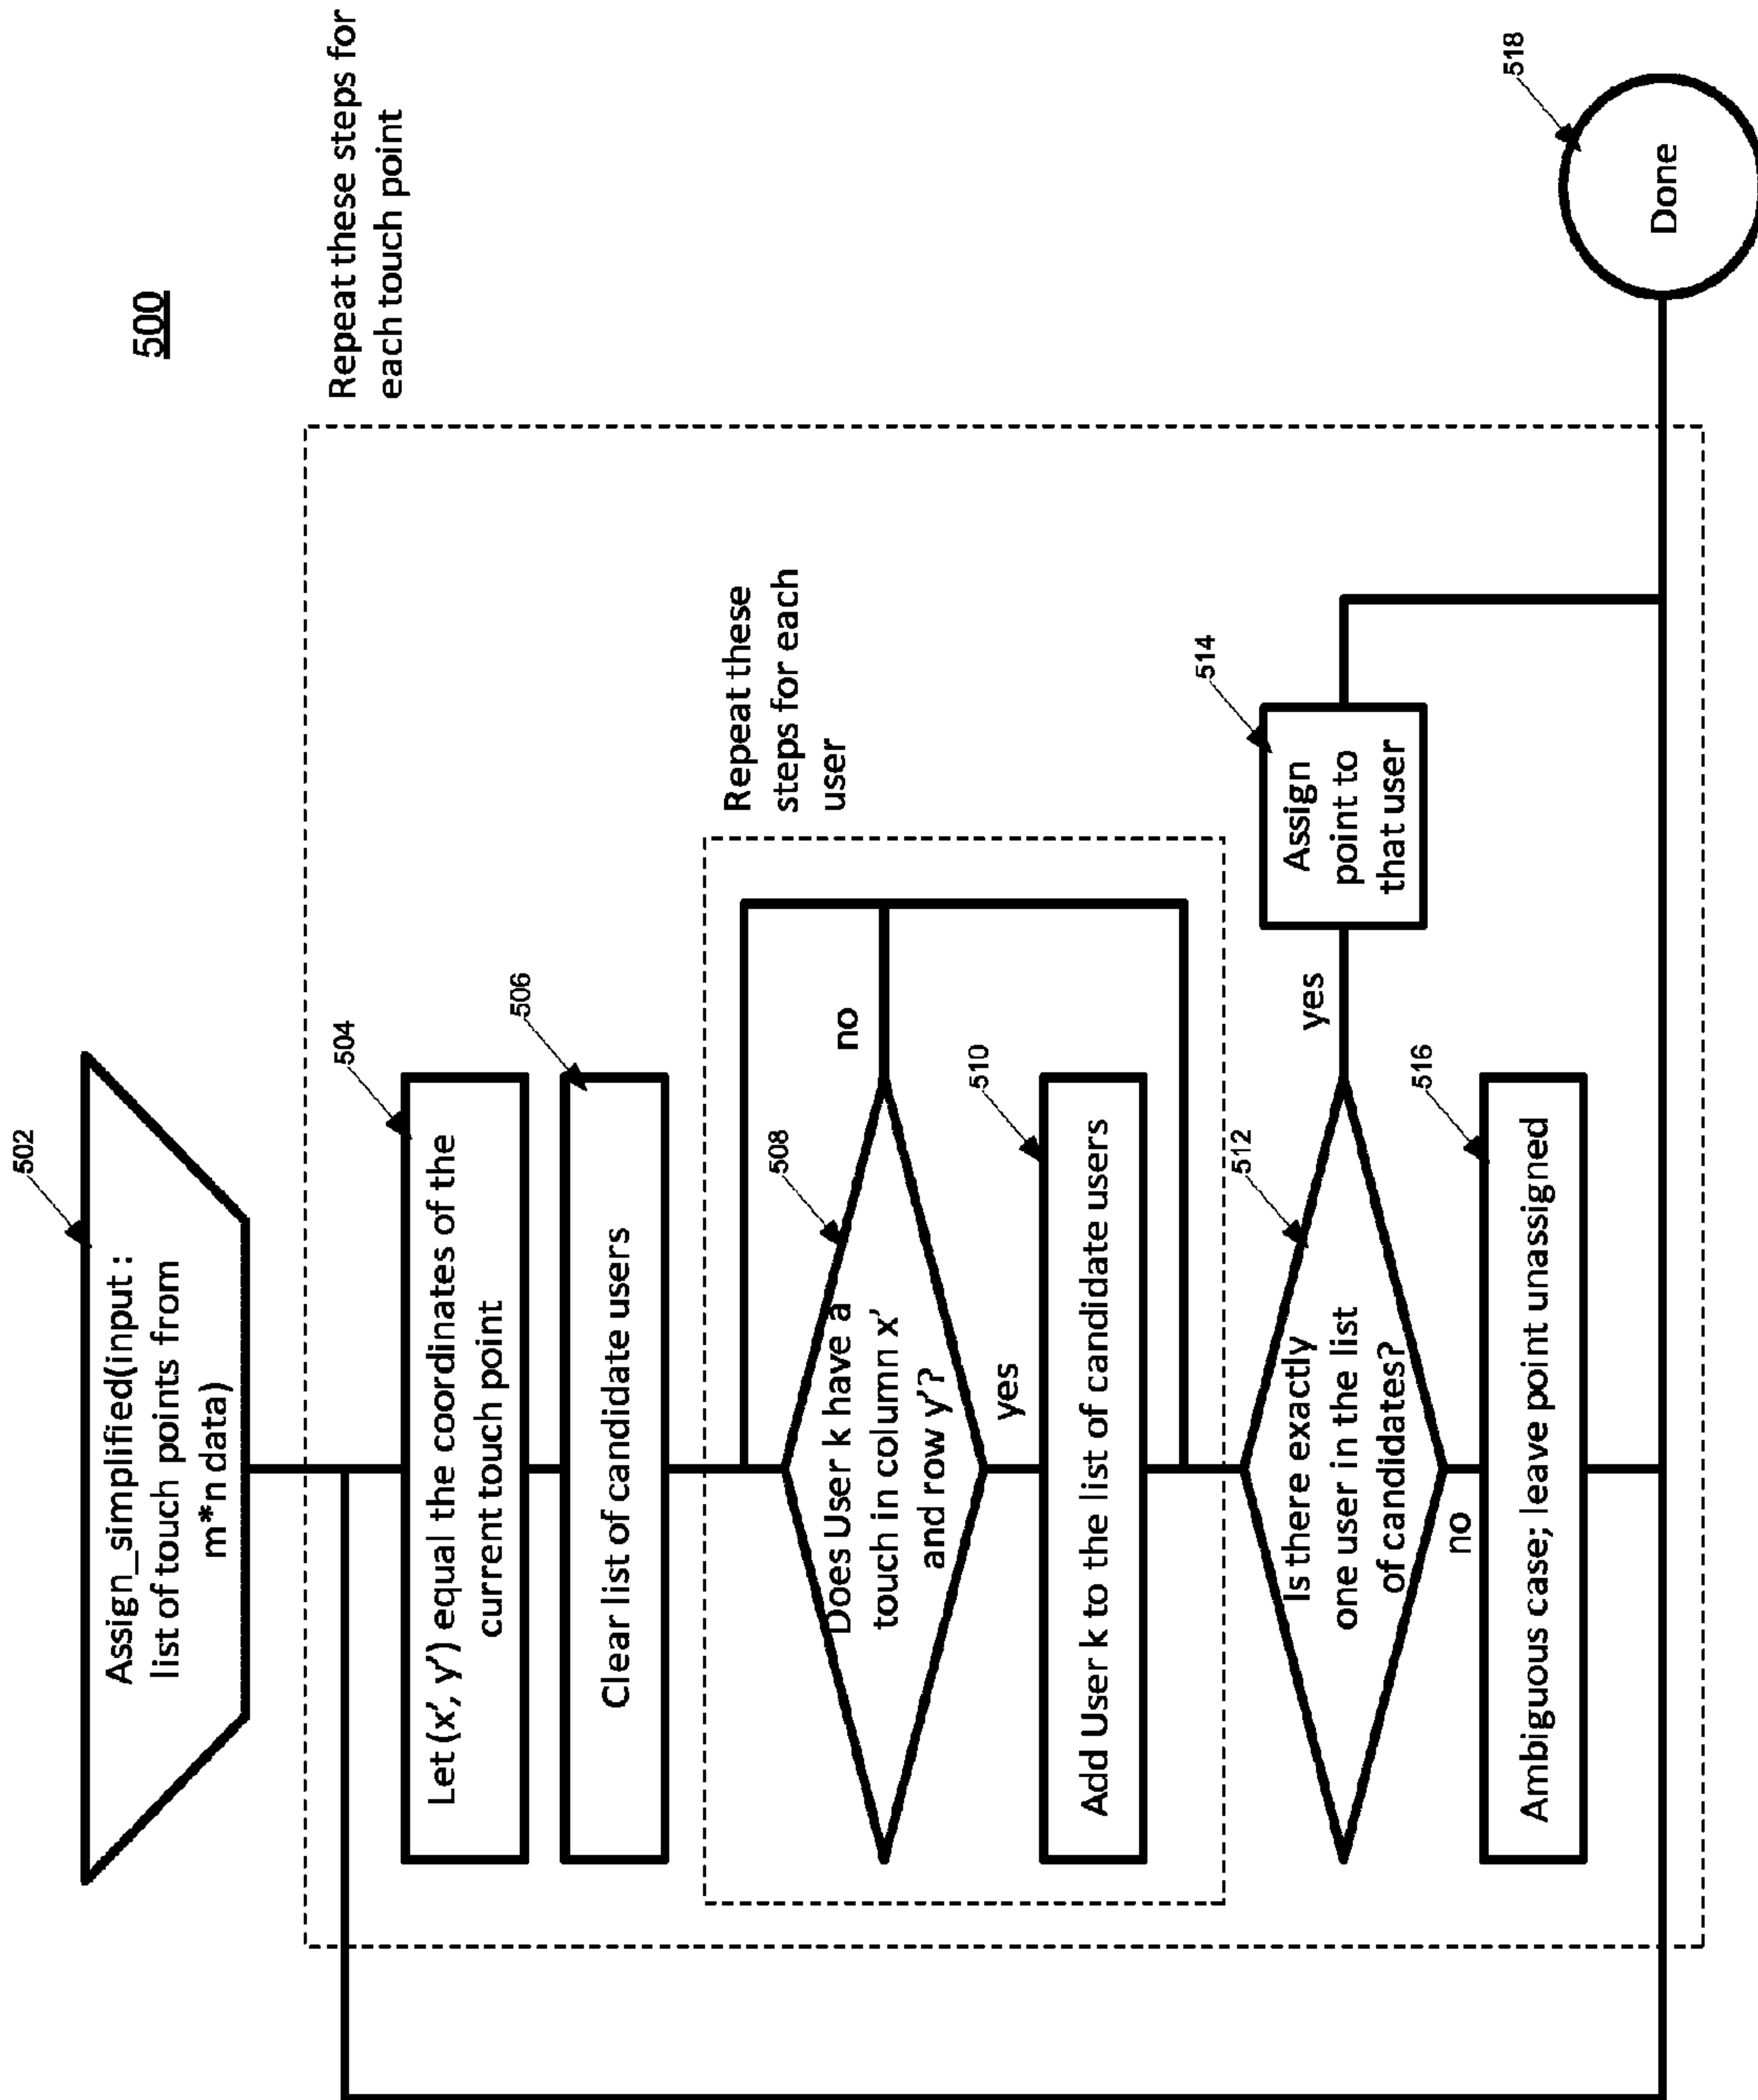 500
502
Assign_simplified(input :
list of touch points from
m*n data)
Repeat these steps for
each touch point
504
Let (x’, y’) equal the coordinates of the
current touch point
506
Clear list of candidate users
Repeat these
steps for each
user
508
Does User k have a
touch in column x’
and row y’?
no
yes
510
Add User k to the list of candidate users
512
Is there exactly
one user in the list
of candidates?
yes
514
Assign
point to
that user
no
516
Ambiguous case; leave point unassigned
518
Done